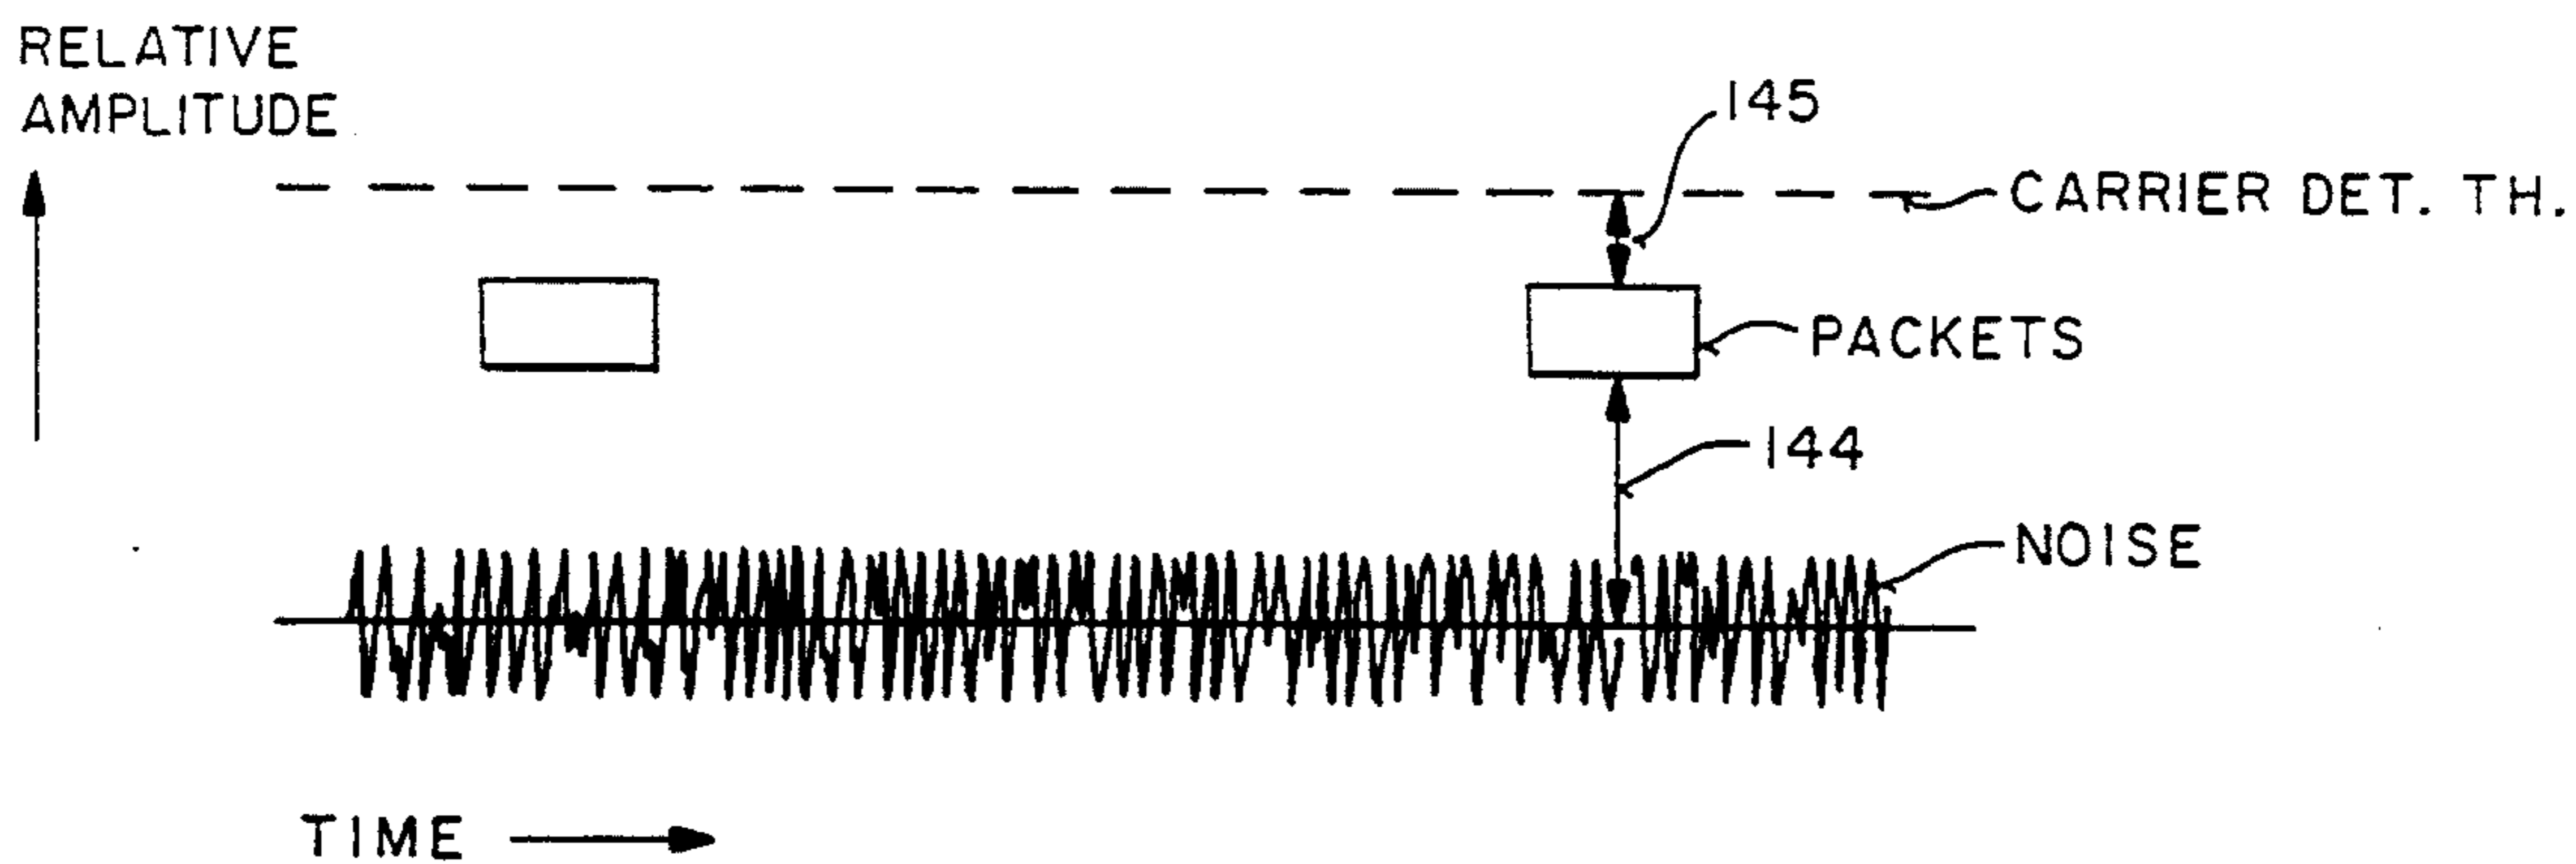 RELATIVE
AMPLITUDE
145
CARRIER DET. TH.
PACKETS
144
NOISE
TIME